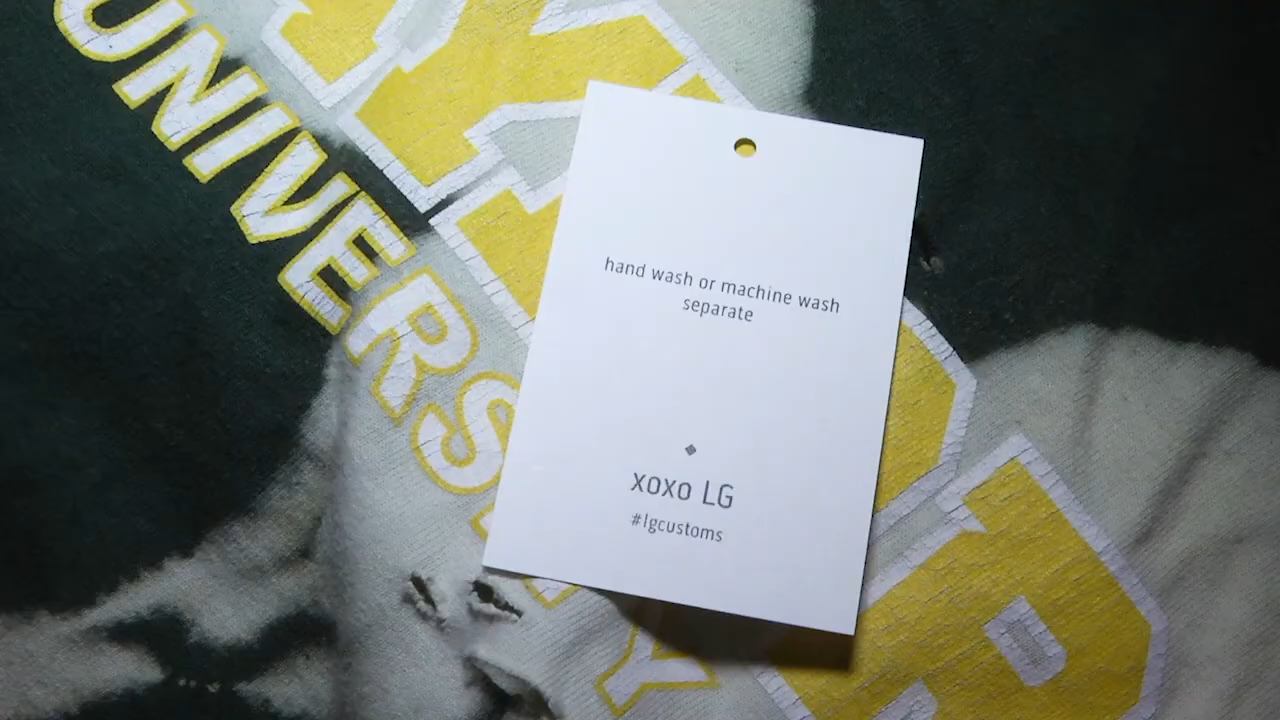 UNIVERSITY
hand wash or machine wash
separate
xoxo LG
#lgcustoms